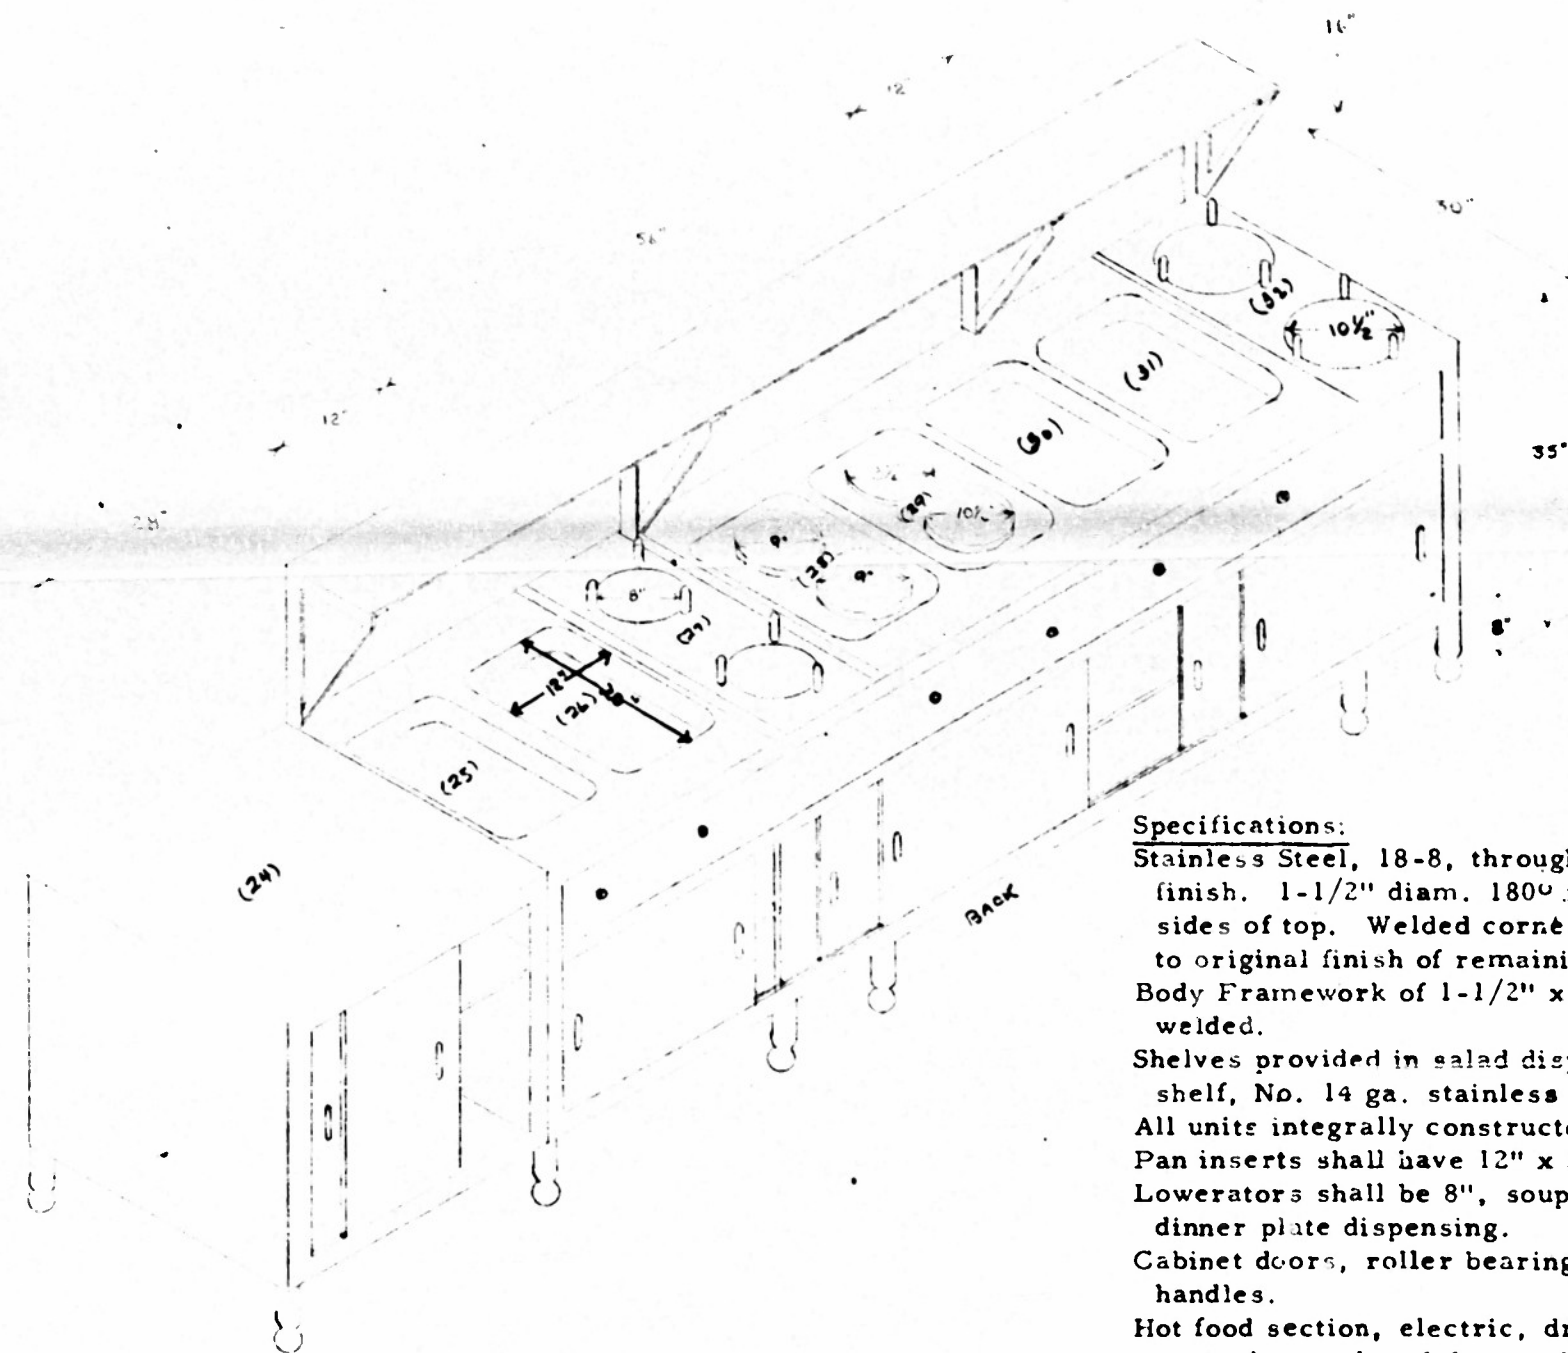 16"
12"
30"
56"
(32)
10½"
(31)
12"
(30)
35"
(29)
10½
28"
9"
(28)
9"
8"
(27)
8"
12"
(26)
(25)
(24)
BACK
Specifications:
Stainless Steel, 18-8, through
finish. 1-1/2" diam. 180°
sides of top. Welded corne
to original finish of remaini
Body Framework of 1-1/2" x
welded.
Shelves provided in salad dis
shelf, No. 14 ga. stainless
All units integrally constructe
Pan inserts shall have 12" x
Lowerators shall be 8", soup
dinner plate dispensing.
Cabinet doors, roller bearing
handles.
Hot food section, electric, dr